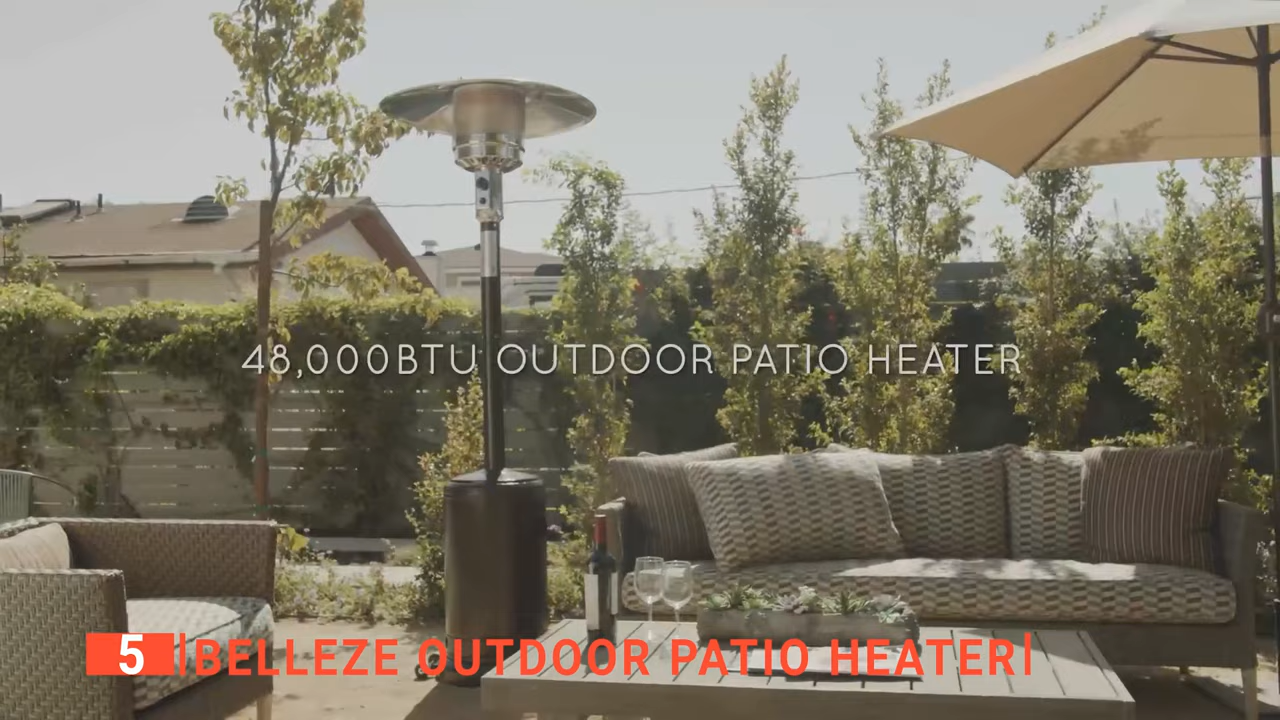 48,000BTU OUTDOOR PATIO HEATER
5 |BELLEZE OUTDOOR PATIO HEATER|